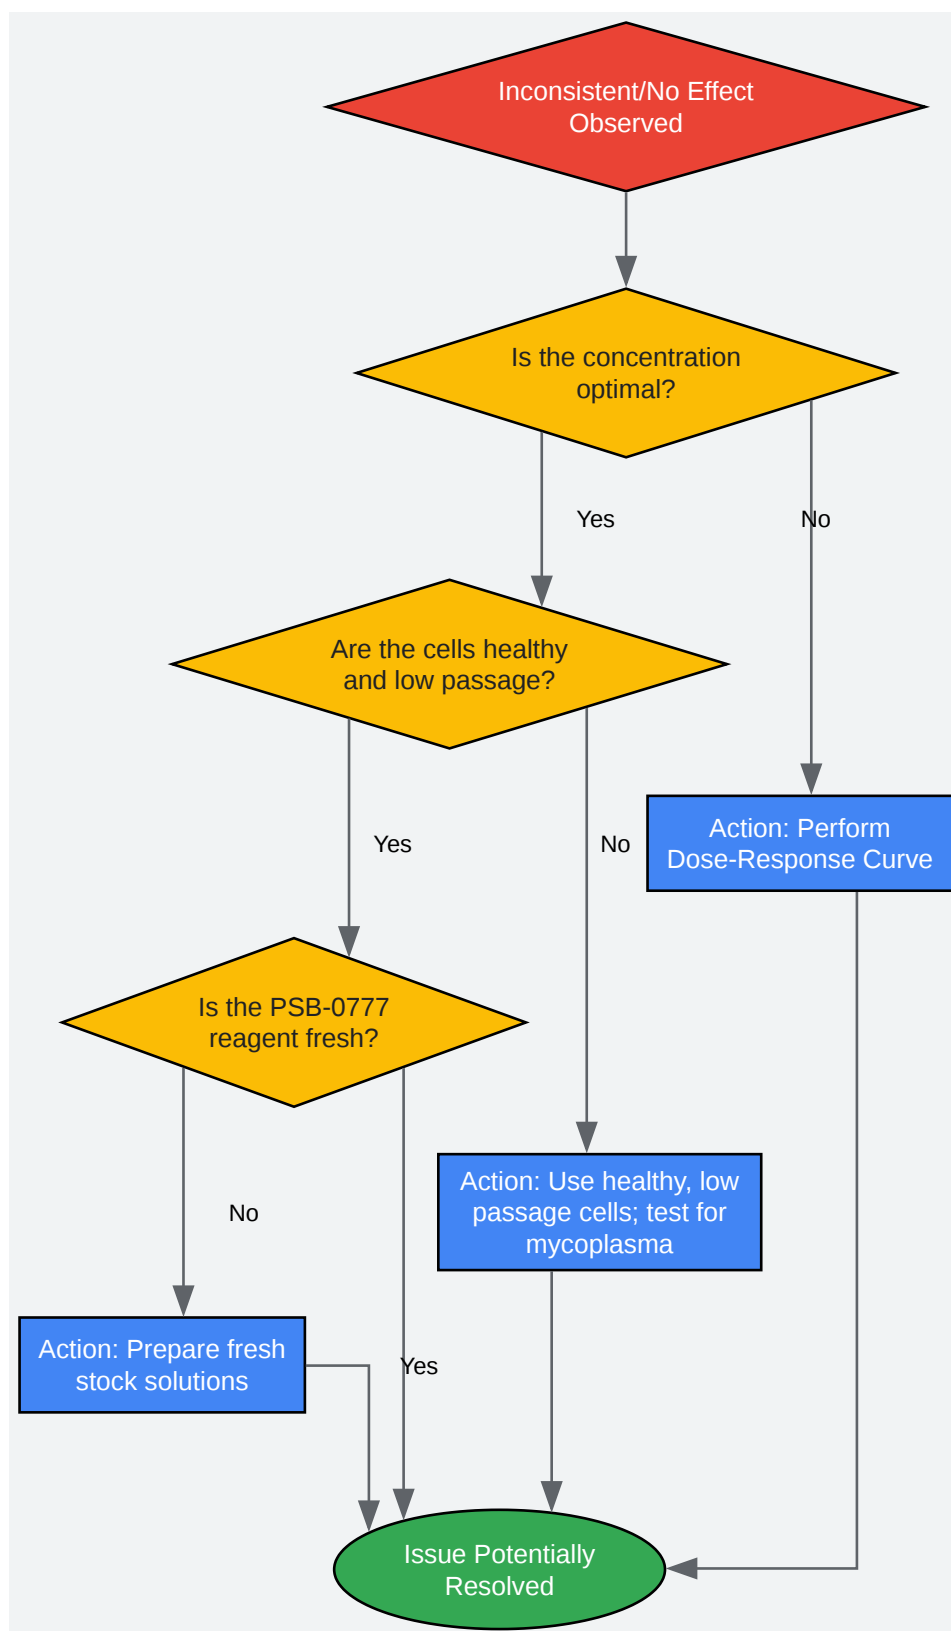 Inconsistent/No Effect
Observed
Is the concentration
optimal?
Yes
No
Are the cells healthy
and low passage?
Action: Perform
Dose-Response Curve
Yes
No
Is the PSB-0777
reagent fresh?
Action: Use healthy, low
passage cells; test for
mycoplasma
No
Action: Prepare fresh
stock solutions
Yes
Issue Potentially
Resolved